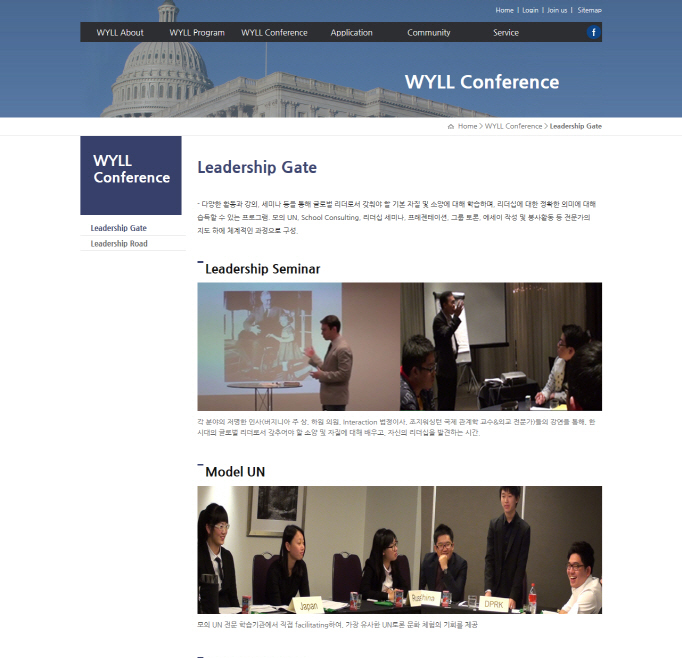 Home | Login | Join us | Sitemap
WYLL About WYLL Program WYLL Conference Application Community Service
WYLL Conference
Home > WYLL Conference > Leadership Gate
WYLL
Conference
Leadership Gate
Leadership Road
Leadership Gate
- 다양한 활동과 강의, 세미나 등을 통해 글로벌 리더로서 갖춰야 할 기본 자질 및 소양에 대해 학습하며, 리더십에 대한 정확한 의미에 대해
습득할 수 있는 프로그램. 모의 UN, School Consulting, 리더십 세미나, 프레젠테이션, 그룹 토론, 에세이 작성 및 봉사활동 등 전문가의
지도 하에 체계적인 과정으로 구성.
Leadership Seminar
각 분야의 저명한 인사(버지니아 주 상, 하원 의원, Interaction 법정이사, 조지워싱턴 국제 관계학 교수&외교 전문가)들의 강연을 통해, 현
시대의 글로벌 리더로서 갖추어야 할 소양 및 자질에 대해 배우고, 자신의 리더십을 발견하는 시간.
Model UN
Japan
DPRK
모의 UN 전문 학습기관에서 직접 facilitating하여, 가장 유사한 UN토론 문화 체험의 기회를 제공